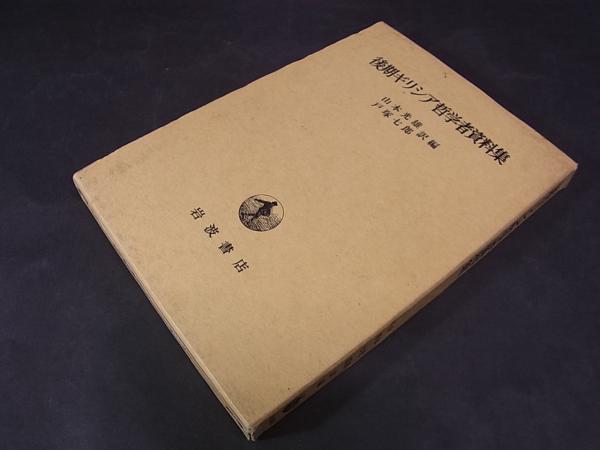 後期ギリシア哲学者資料集
山本光雄
戸塚七郎 訳編
岩波書店